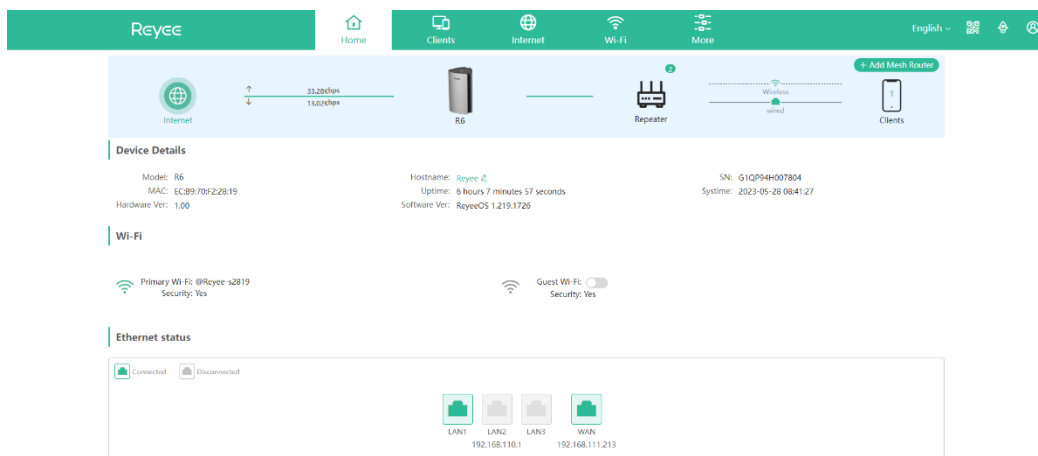 Reyee
Home
Clients
Internet
Wi-Fi
More
English
+ Add Mesh Router
Internet
↑ 33.28Kbps
↓ 13.02Kbps
R6
2
Repeater
Wireless
wired
1
Clients
Device Details
Model: R6
Hostname: Reyee
SN: G1QP94H007804
MAC: EC:B9:70:F2:28:19
Uptime: 6 hours 7 minutes 57 seconds
Systime: 2023-05-28 08:41:27
Hardware Ver: 1.00
Software Ver: ReyeeOS 1.219.1726
Wi-Fi
Primary Wi-Fi: @Reyee-s2819
Security: Yes
Guest Wi-Fi:
Security: Yes
Ethernet status
Connected
Disconnected
LAN1 LAN2 LAN3 WAN
192.168.110.1 192.168.111.213